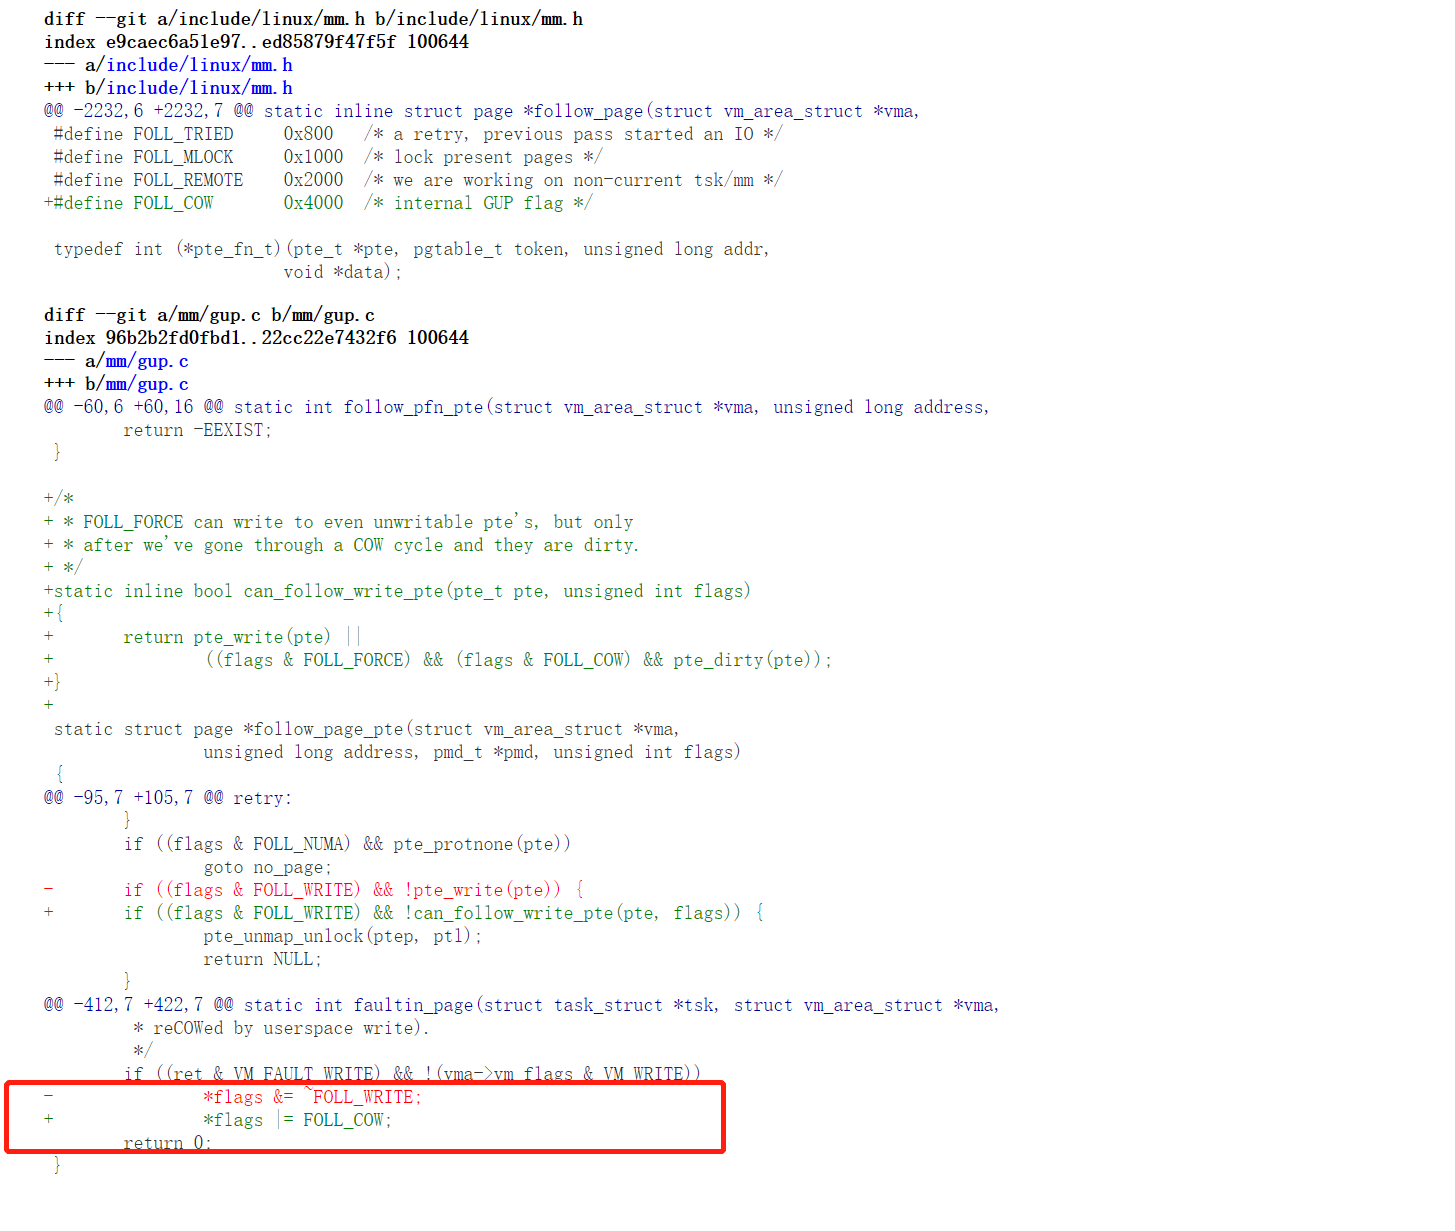 diff --git a/include/linux/mm.h b/include/linux/mm.h
index e9caec6a51e97..ed85879f47f5f 100644
--- a/include/linux/mm.h
+++ b/include/linux/mm.h
@@ -2232,6 +2232,7 @@ static inline struct page *follow_page(struct vm_area_struct *vma,
 #define FOLL_TRIED     0x800   /* a retry, previous pass started an IO */
 #define FOLL_MLOCK     0x1000  /* lock present pages */
 #define FOLL_REMOTE    0x2000  /* we are working on non-current tsk/mm */
+#define FOLL_COW       0x4000  /* internal GUP flag */
 typedef int (*pte_fn_t)(pte_t *pte, pgtable_t token, unsigned long addr,
                        void *data);
diff --git a/mm/gup.c b/mm/gup.c
index 96b2b2fd0fbd1..22cc22e7432f6 100644
--- a/mm/gup.c
+++ b/mm/gup.c
@@ -60,6 +60,16 @@ static int follow_pfn_pte(struct vm_area_struct *vma, unsigned long address,
        return -EEXIST;
 }
+/*
+ * FOLL_FORCE can write to even unwritable pte's, but only
+ * after we've gone through a COW cycle and they are dirty.
+ */
+static inline bool can_follow_write_pte(pte_t pte, unsigned int flags)
+{
+       return pte_write(pte) ||
+               ((flags & FOLL_FORCE) && (flags & FOLL_COW) && pte_dirty(pte));
+}
+
 static struct page *follow_page_pte(struct vm_area_struct *vma,
                unsigned long address, pmd_t *pmd, unsigned int flags)
 {
@@ -95,7 +105,7 @@ retry:
        }
        if ((flags & FOLL_NUMA) && pte_protnone(pte))
                goto no_page;
-       if ((flags & FOLL_WRITE) && !pte_write(pte)) {
+       if ((flags & FOLL_WRITE) && !can_follow_write_pte(pte, flags)) {
                pte_unmap_unlock(ptep, ptl);
                return NULL;
        }
@@ -412,7 +422,7 @@ static int faultin_page(struct task_struct *tsk, struct vm_area_struct *vma,
         * reCOWed by userspace write).
         */
        if ((ret & VM_FAULT_WRITE) && !(vma->vm_flags & VM_WRITE))
-               *flags &= ~FOLL_WRITE;
+               *flags |= FOLL_COW;
        return 0;
 }